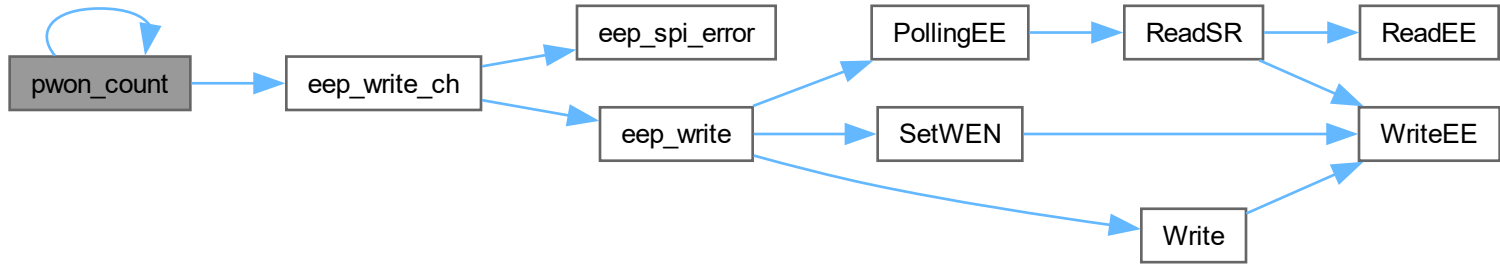 pwon_count
eep_write_ch
eep_spi_error
eep_write
PollingEE
SetWEN
Write
ReadSR
ReadEE
WriteEE